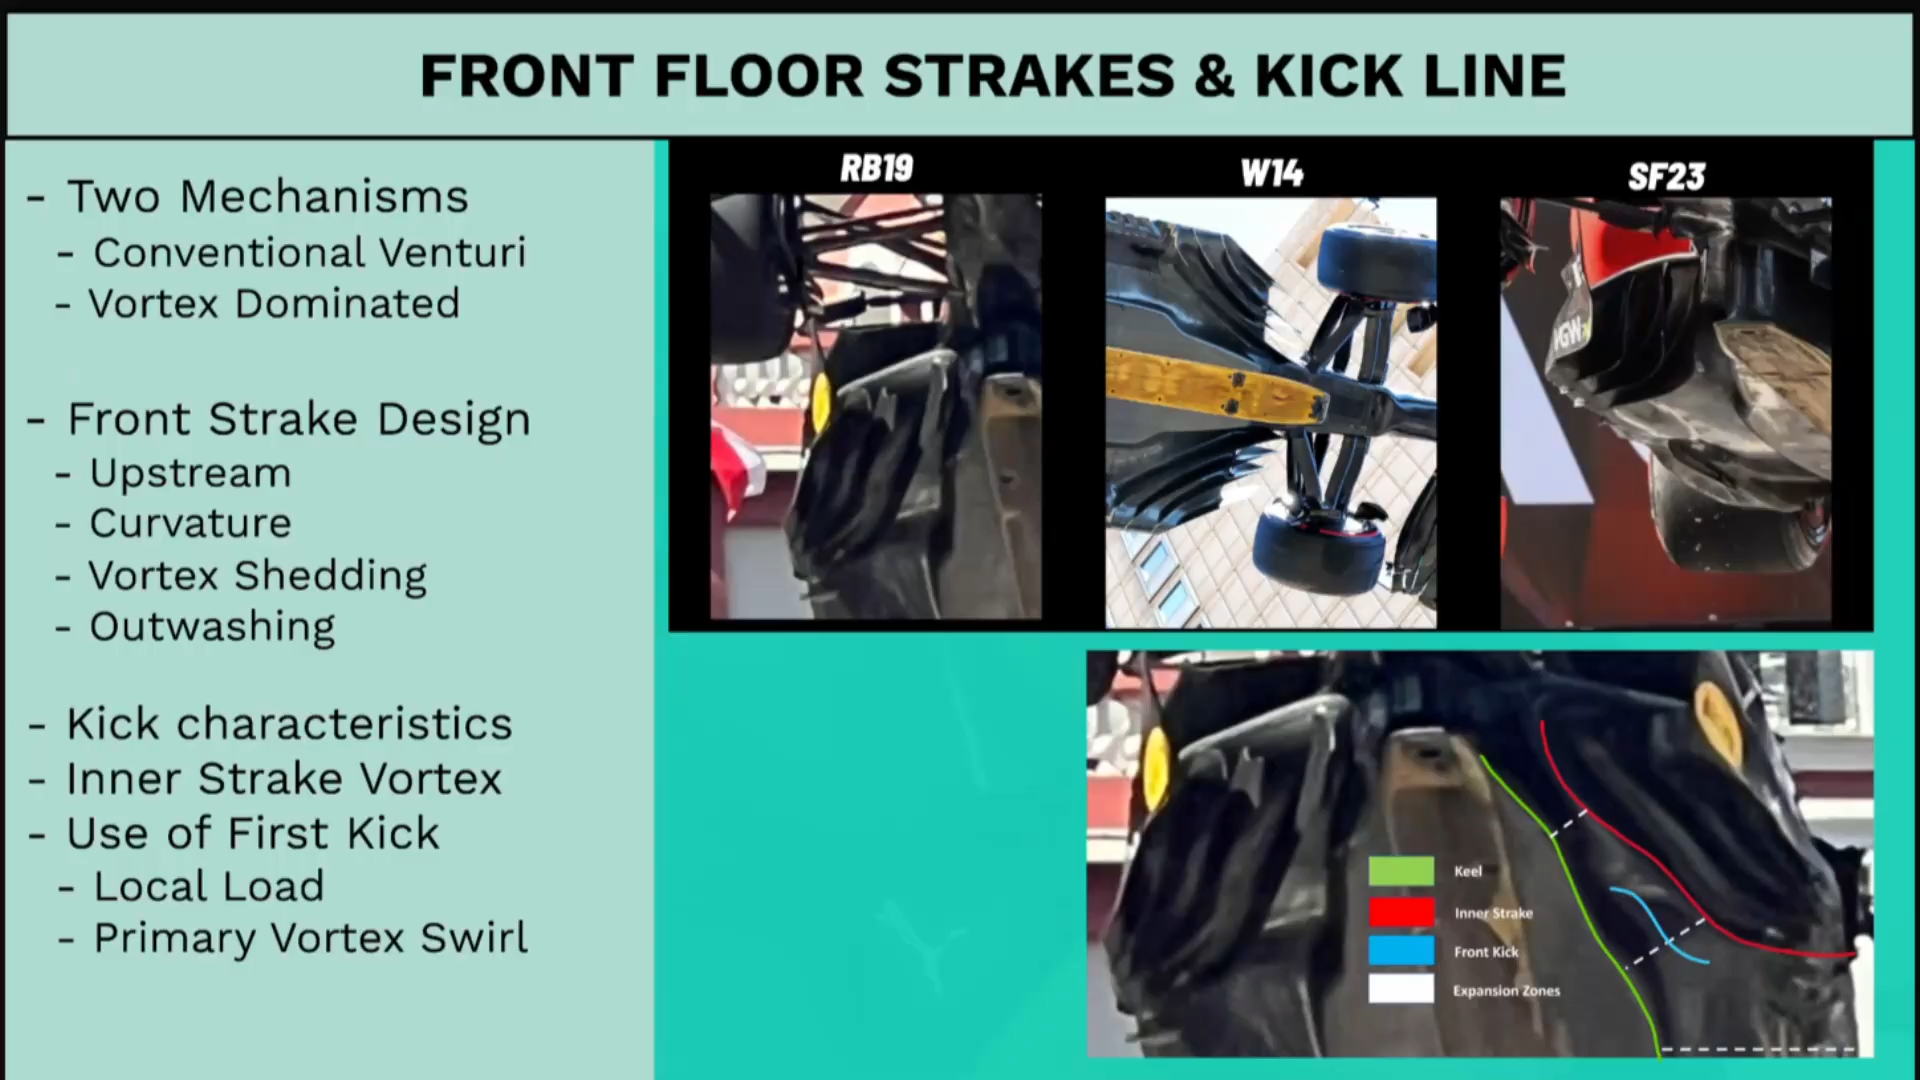 FRONT FLOOR STRAKES & KICK LINE
- Two Mechanisms
- Conventional Venturi
- Vortex Dominated
- Front Strake Design
- Upstream
- Curvature
- Vortex Shedding
- Outwashing
- Kick characteristics
- Inner Strake Vortex
- Use of First Kick
- Local Load
- Primary Vortex Swirl
RB19
W14
SF23
Keel
Inner Strake
Front Kick
Expansion Zones